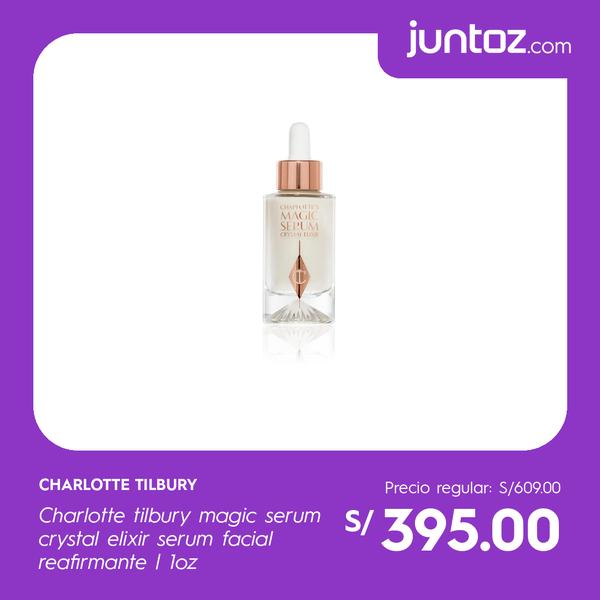 juntoz.com
CHARLOTTE'S
MAGIC
SERUM
CRYSTAL ELIXIR
C
CHARLOTTE TILBURY
Charlotte tilbury magic serum
crystal elixir serum facial
reafirmante | 1oz
Precio regular: S/609.00
S/ 395.00